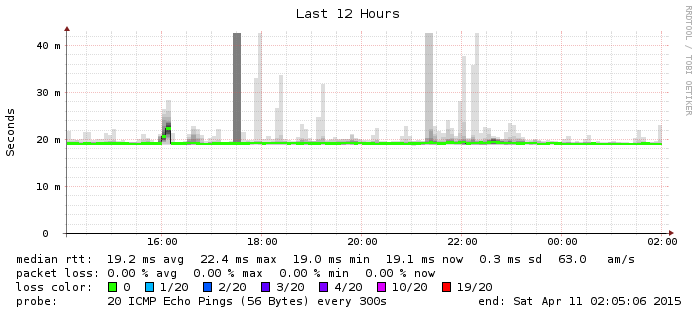 Last 12 Hours
RRDTOOL / TOBI OETIKER
Seconds
40 m
30 m
20 m
10 m
0
16:00 18:00 20:00 22:00 00:00 02:00
median rtt: 19.2 ms avg 22.4 ms max 19.0 ms min 19.1 ms now 0.3 ms sd 63.0 am/s
packet loss: 0.00 % avg 0.00 % max 0.00 % min 0.00 % now
loss color: 0 1/20 2/20 3/20 4/20 10/20 19/20
probe: 20 ICMP Echo Pings (56 Bytes) every 300s end: Sat Apr 11 02:05:06 2015